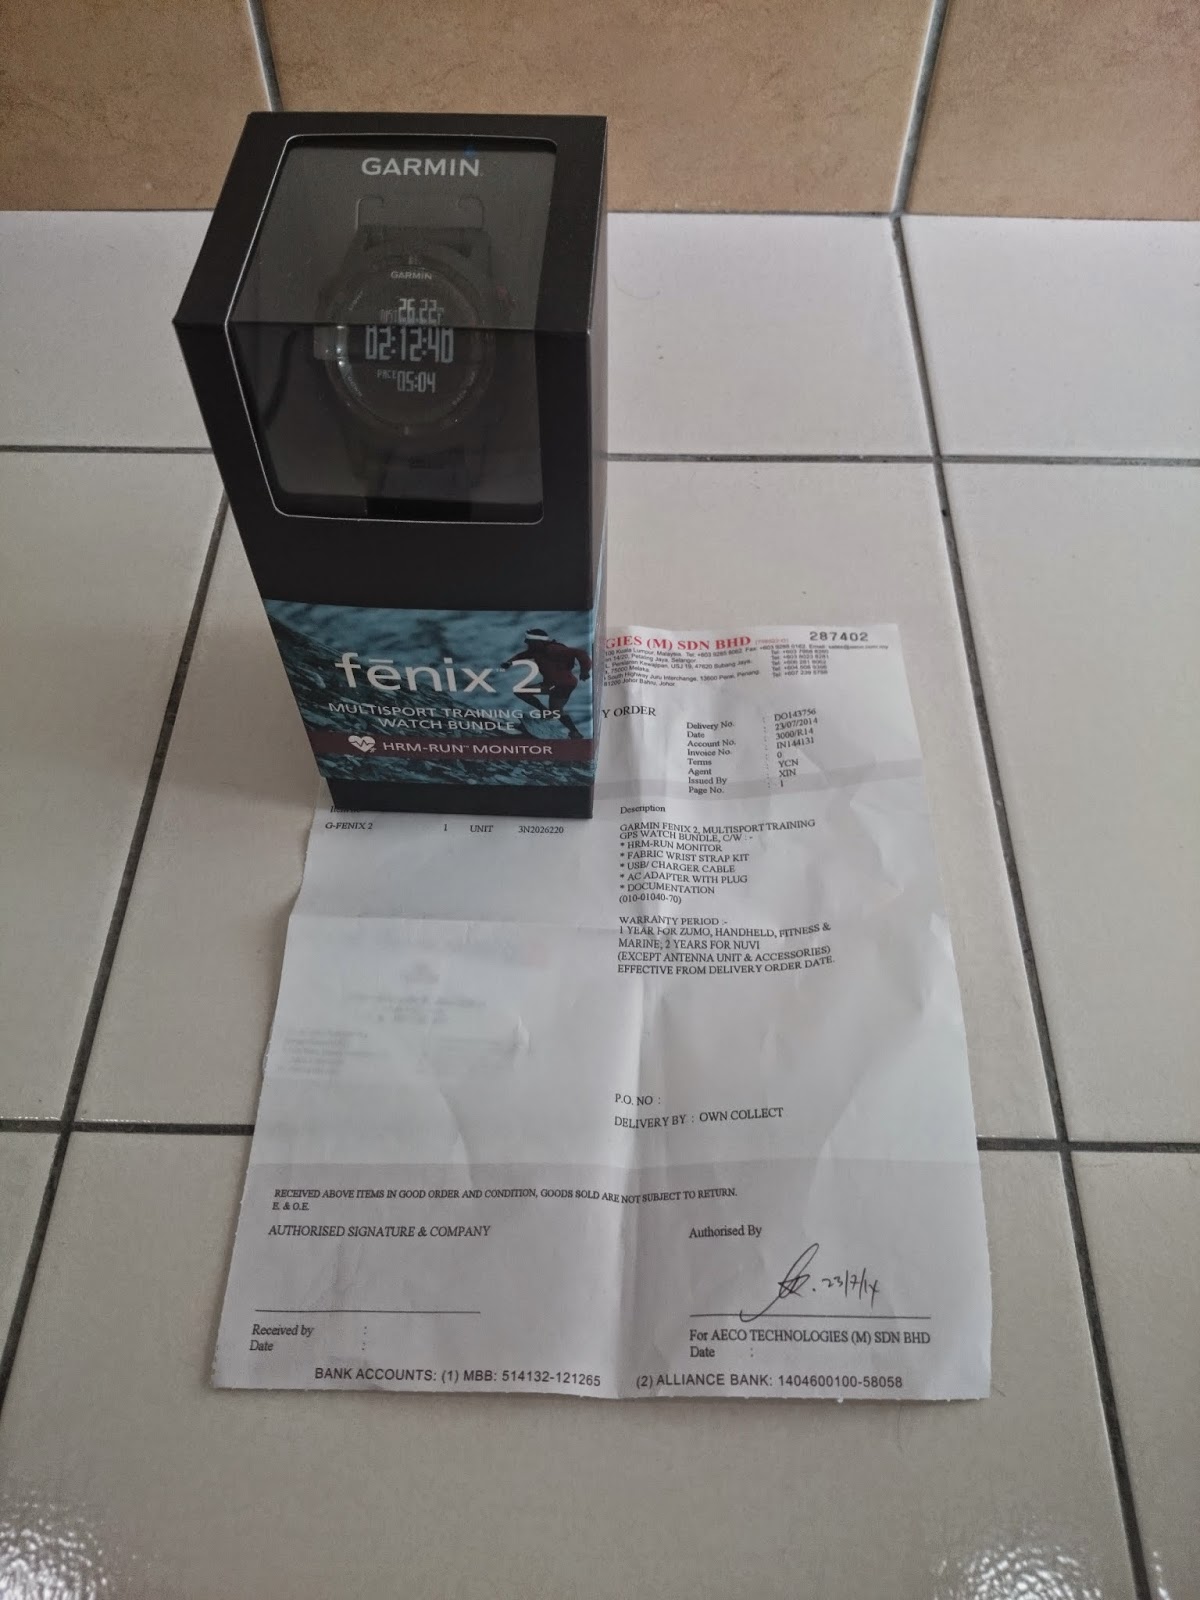 GARMIN
GARMIN
26.22
02:12:40
PACE 05:04
fēnix 2
MULTISPORT TRAINING GPS
WATCH BUNDLE
HRM-RUN™ MONITOR
GIES (M) SDN BHD
287402
Y ORDER
Delivery No. : DO143756
Date 23/07/2014
Account No. : 3000/R14
Invoice No. : IN144131
Terms : 0
Agent : YCN
Issued By : XIN
Page No. : 1
Description
G-FENIX 2 1 UNIT 3N2026220
GARMIN FENIX 2, MULTISPORT TRAINING
GPS WATCH BUNDLE, C/W : -
* HRM-RUN MONITOR
* FABRIC WRIST STRAP KIT
* USB/ CHARGER CABLE
* AC ADAPTER WITH PLUG
* DOCUMENTATION
(010-01040-70)
WARRANTY PERIOD :-
1 YEAR FOR ZUMO, HANDHELD, FITNESS &
MARINE; 2 YEARS FOR NUVI
(EXCEPT ANTENNA UNIT & ACCESSORIES)
EFFECTIVE FROM DELIVERY ORDER DATE.
P.O. NO :
DELIVERY BY : OWN COLLECT
RECEIVED ABOVE ITEMS IN GOOD ORDER AND CONDITION, GOODS SOLD ARE NOT SUBJECT TO RETURN.
E. & O.E.
AUTHORISED SIGNATURE & COMPANY
Authorised By
23/7/14
Received by :
Date :
For AECO TECHNOLOGIES (M) SDN BHD
Date :
BANK ACCOUNTS: (1) MBB: 514132-121265 (2) ALLIANCE BANK: 1404600100-58058